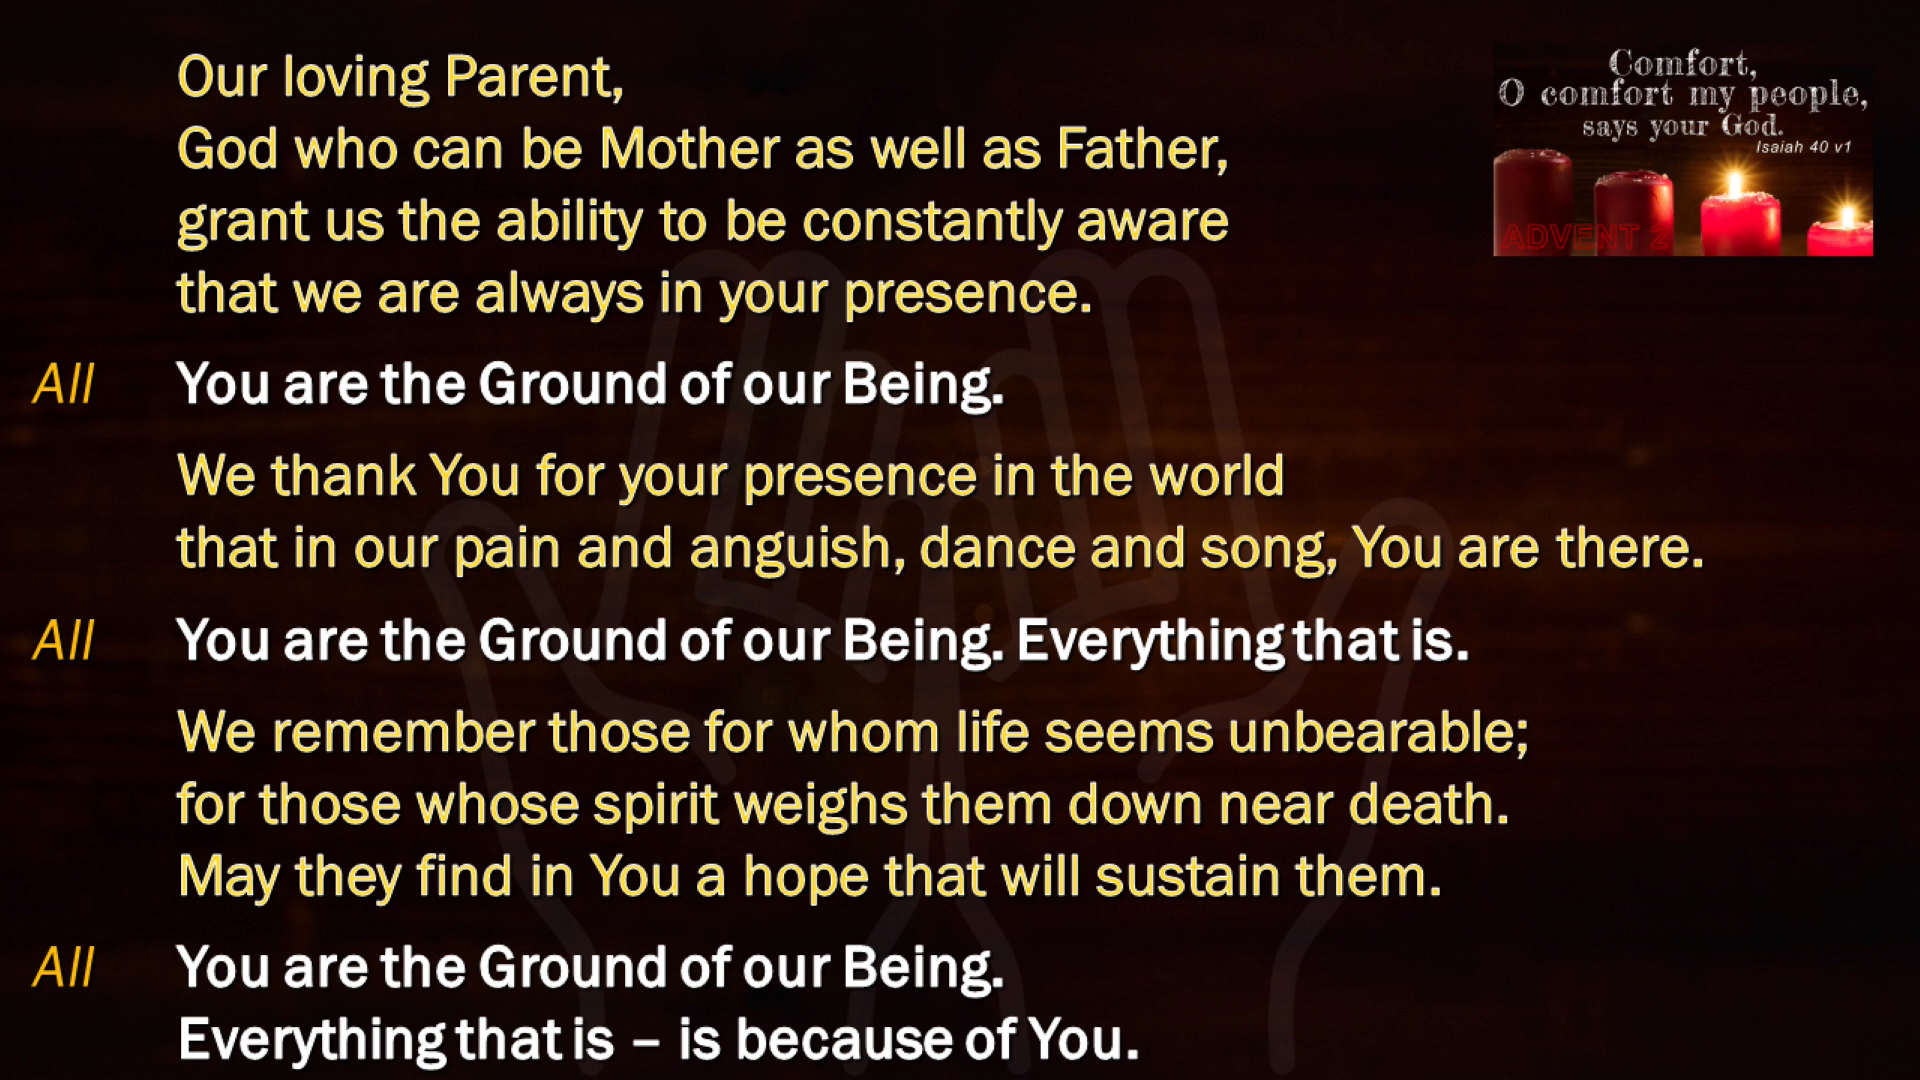 Our loving Parent,
God who can be Mother as well as Father,
grant us the ability to be constantly aware
that we are always in your presence.
All You are the Ground of our Being.
We thank You for your presence in the world
that in our pain and anguish, dance and song, You are there.
All You are the Ground of our Being. Everything that is.
We remember those for whom life seems unbearable;
for those whose spirit weighs them down near death.
May they find in You a hope that will sustain them.
All You are the Ground of our Being.
Everything that is – is because of You.
Comfort,
O comfort my people,
says your God.
Isaiah 40 v1
ADVENT 2